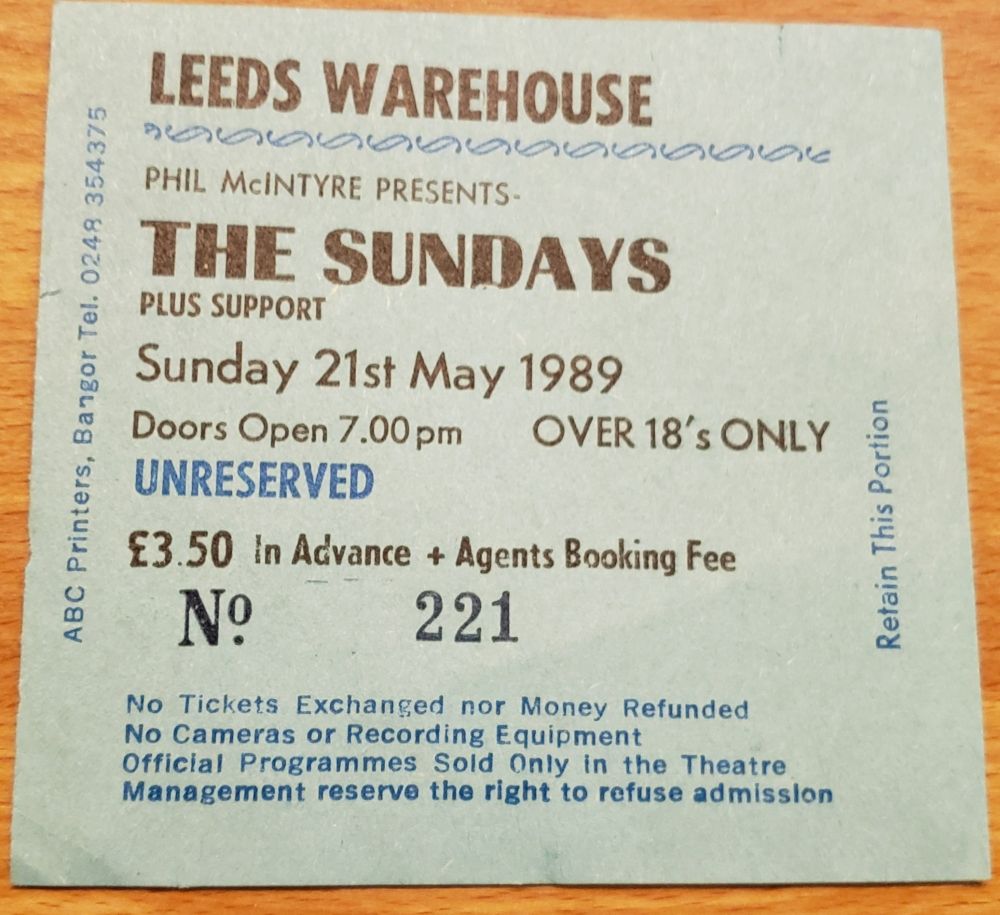 LEEDS WAREHOUSE
PHIL McINTYRE PRESENTS-
THE SUNDAYS
PLUS SUPPORT
Sunday 21st May 1989
Doors Open 7.00pm OVER 18's ONLY
UNRESERVED
£3.50 In Advance + Agents Booking Fee
Nº 221
No Tickets Exchanged nor Money Refunded
No Cameras or Recording Equipment
Official Programmes Sold Only in the Theatre
Management reserve the right to refuse admission
ABC Printers, Bangor Tel. 0248 354375
Retain This Portion